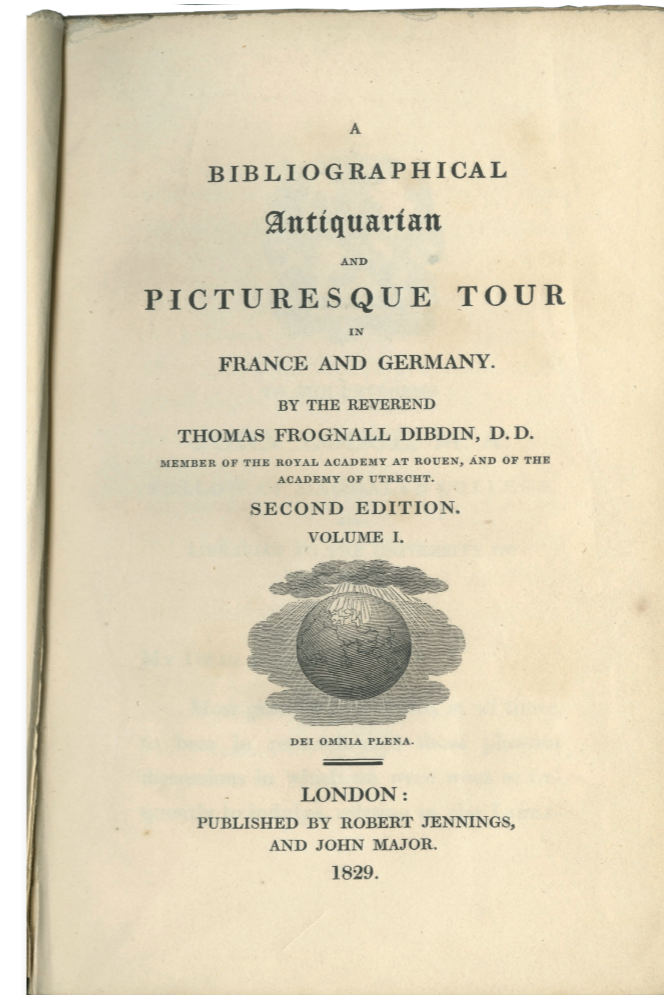 A
BIBLIOGRAPHICAL
Antiquarian
AND
PICTURESQUE TOUR
IN
FRANCE AND GERMANY.
BY THE REVEREND
THOMAS FROGNALL DIBDIN, D.D.
MEMBER OF THE ROYAL ACADEMY AT ROUEN, AND OF THE
ACADEMY OF UTRECHT.
SECOND EDITION.
VOLUME I.
DEI OMNIA PLENA.
LONDON:
PUBLISHED BY ROBERT JENNINGS,
AND JOHN MAJOR.
1829.